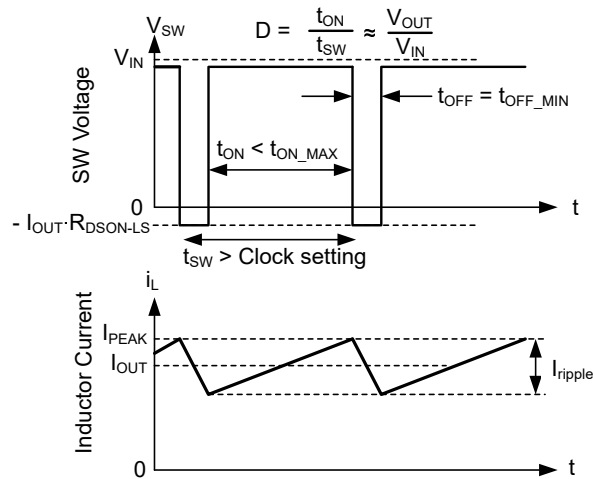 V_SW
D = t_ON / t_SW ≈ V_OUT / V_IN
V_IN
SW Voltage
t_OFF = t_OFF_MIN
t_ON < t_ON_MAX
0
t
- I_OUT·R_DSON-LS
t_SW > Clock setting
i_L
Inductor Current
I_PEAK
I_OUT
I_ripple
0
t